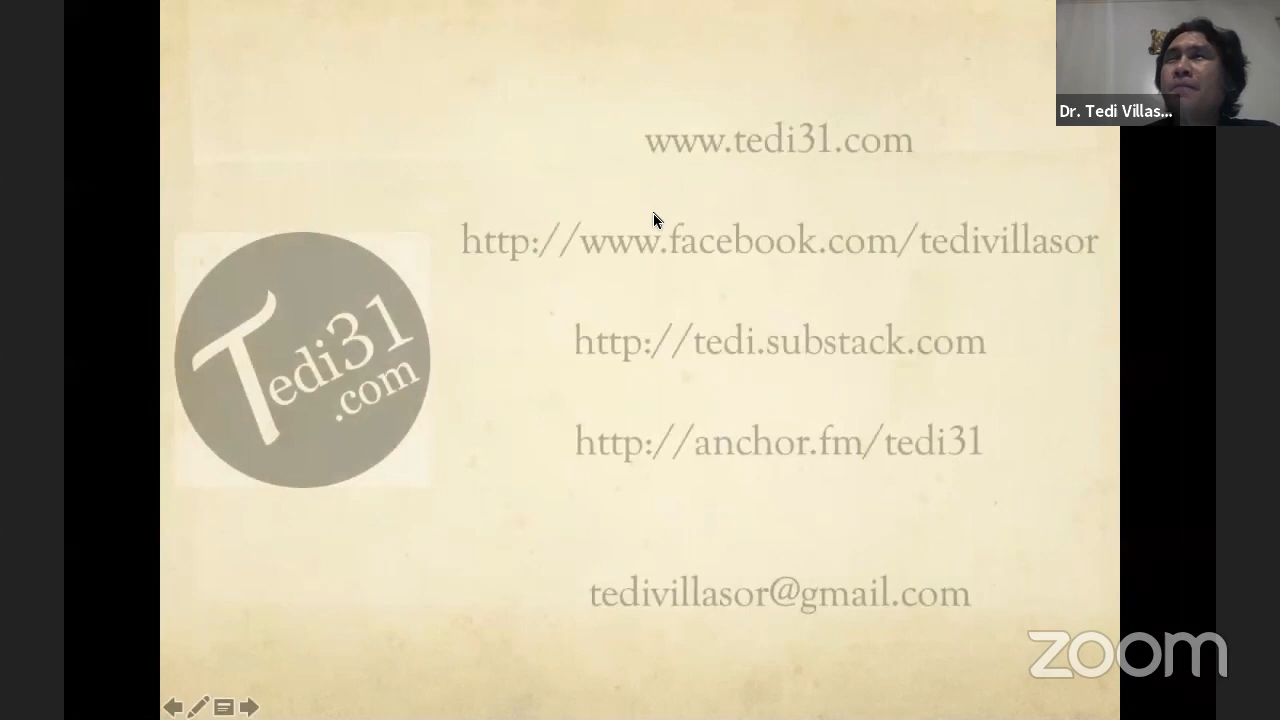 Dr. Tedi Villas...
www.tedi31.com
http://www.facebook.com/tedivillasor
http://tedi.substack.com
Tedi31
.com
http://anchor.fm/tedi31
tedivillasor@gmail.com
zoom